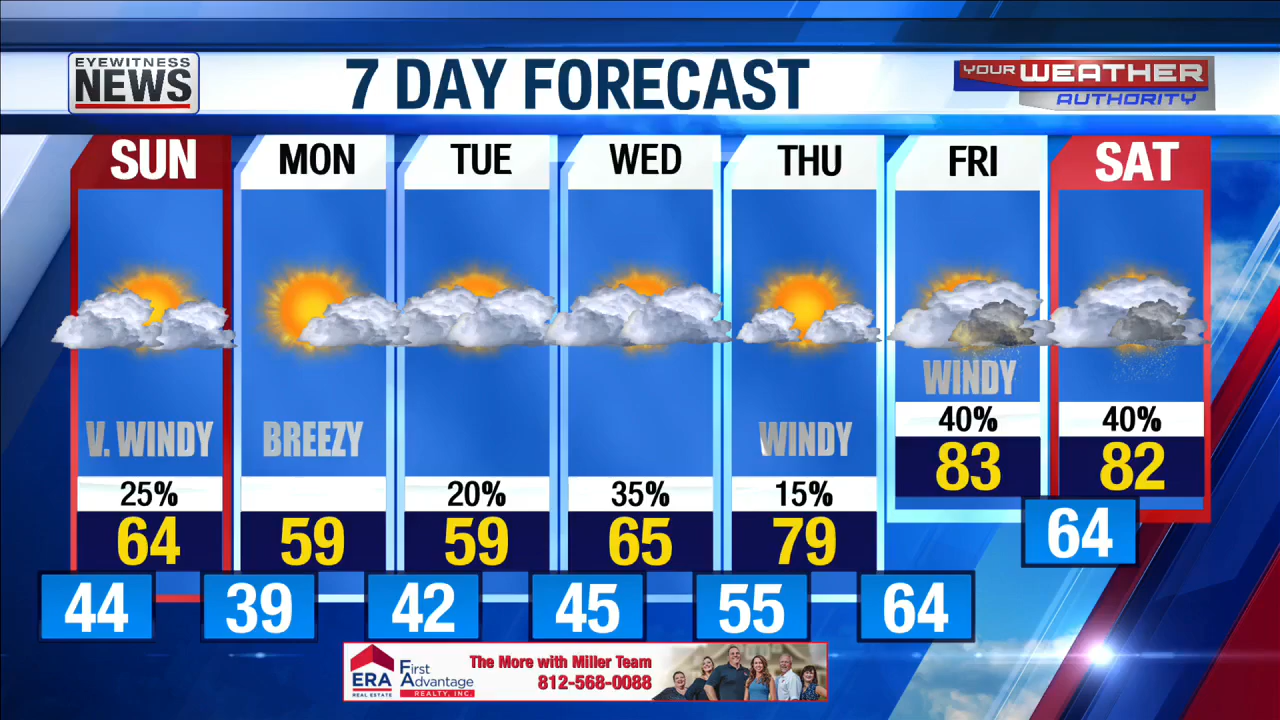 EYEWITNESS
NEWS
7 DAY FORECAST
YOUR WEATHER
AUTHORITY
SUN
MON
TUE
WED
THU
FRI
SAT
V. WINDY
BREEZY
WINDY
WINDY
25%
20%
35%
15%
40%
40%
64
59
59
65
79
83
82
44
39
42
45
55
64
64
ERA
REAL ESTATE
First
Advantage
REALTY, INC.
The More with Miller Team
812-568-0088